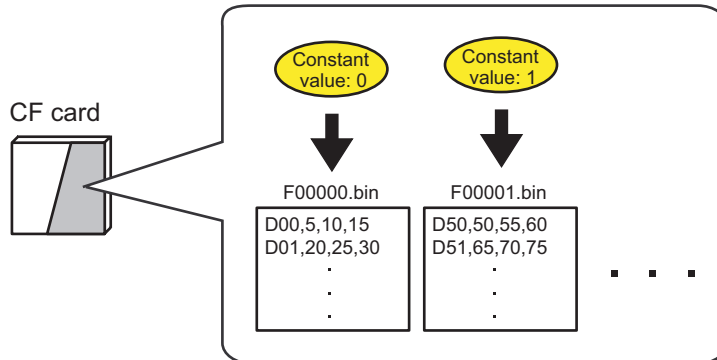 CF card
Constant
value: 0
Constant
value: 1
F00000.bin
F00001.bin
D00,5,10,15
D01,20,25,30
D50,50,55,60
D51,65,70,75